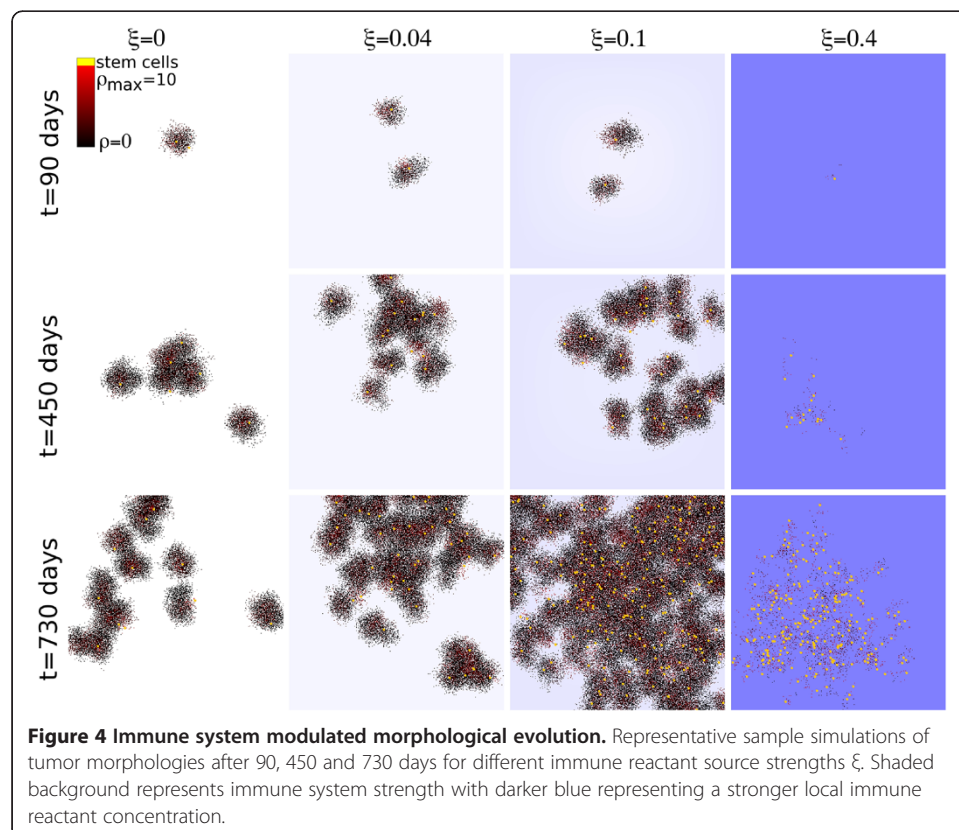 ξ=0 ξ=0.04 ξ=0.1 ξ=0.4
stem cells
ρmax=10
ρ=0
t=90 days
t=450 days
t=730 days
Figure 4 Immune system modulated morphological evolution. Representative sample simulations of
tumor morphologies after 90, 450 and 730 days for different immune reactant source strengths ξ. Shaded
background represents immune system strength with darker blue representing a stronger local immune
reactant concentration.